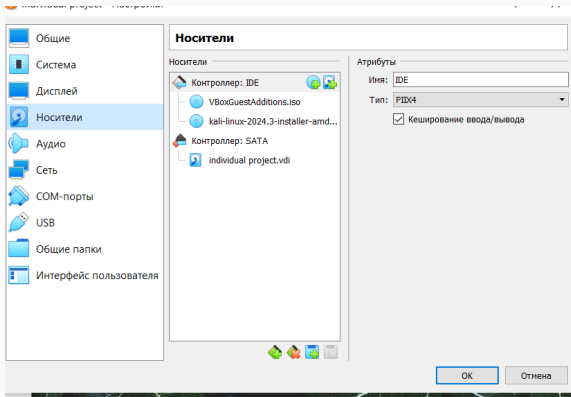 individual project - Настройки
Общие
Система
Дисплей
Носители
Аудио
Сеть
COM-порты
USB
Общие папки
Интерфейс пользователя
Носители
Носители
Контроллер: IDE
VBoxGuestAdditions.iso
kali-linux-2024.3-installer-amd...
Контроллер: SATA
individual project.vdi
Атрибуты
Имя: IDE
Тип: PIIX4
Кеширование ввода/вывода
OK
Отмена